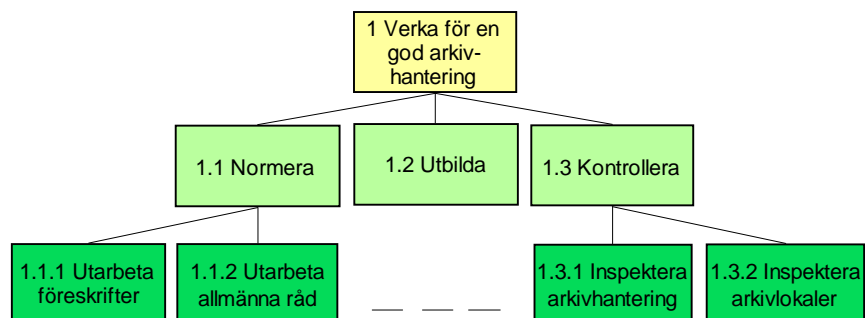 1 Verka för en
god arkiv-
hantering
1.1 Normera
1.2 Utbilda
1.3 Kontrollera
1.1.1 Utarbeta
föreskrifter
1.1.2 Utarbeta
allmänna råd
1.3.1 Inspektera
arkivhantering
1.3.2 Inspektera
arkivlokaler